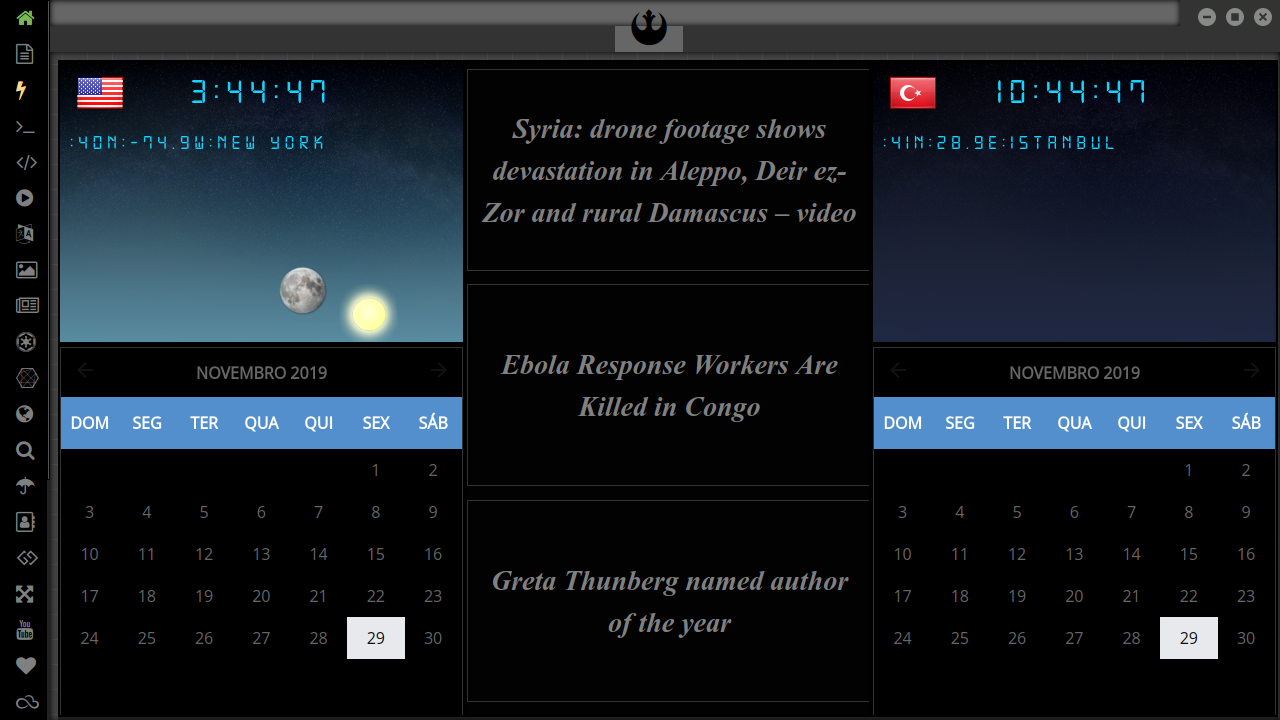 3:44:47
:40N:-74.9W:NEW YORK
Syria: drone footage shows
devastation in Aleppo, Deir ez-
Zor and rural Damascus – video
Ebola Response Workers Are
Killed in Congo
Greta Thunberg named author
of the year
10:44:47
:41N:28.9E:ISTANBUL
NOVEMBRO 2019
DOM SEG TER QUA QUI SEX SÁB
1 2
3 4 5 6 7 8 9
10 11 12 13 14 15 16
17 18 19 20 21 22 23
24 25 26 27 28 29 30
NOVEMBRO 2019
DOM SEG TER QUA QUI SEX SÁB
1 2
3 4 5 6 7 8 9
10 11 12 13 14 15 16
17 18 19 20 21 22 23
24 25 26 27 28 29 30
You
Tube